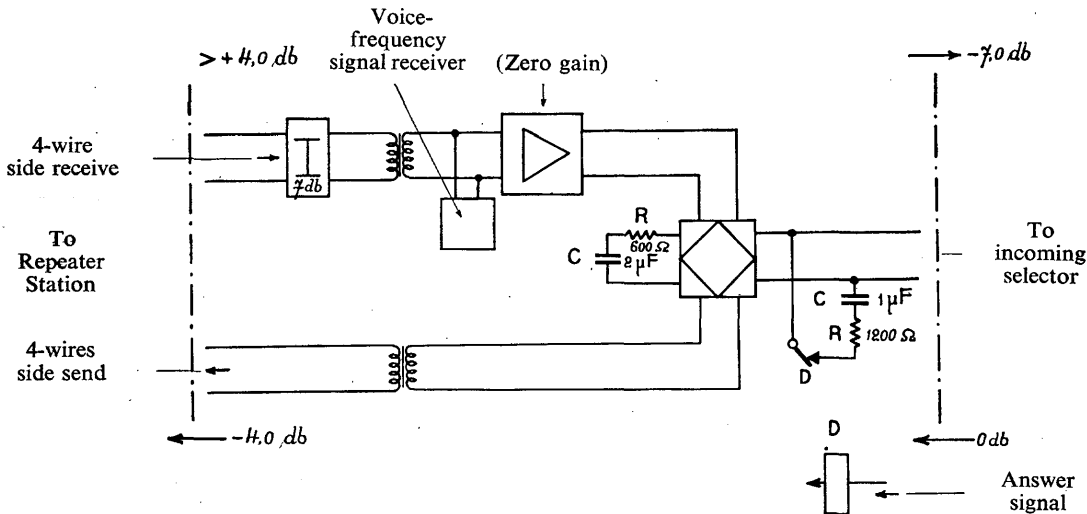 Voice-
frequency
signal receiver
(Zero gain)
> +4,0 db
-7,0 db
4-wire
side receive
7 db
R
600 Ω
C
2 μF
To
Repeater
Station
To
incoming
selector
C
1 μF
R
1200 Ω
D
4-wires
side send
-4,0 db
0 db
D
Answer
signal